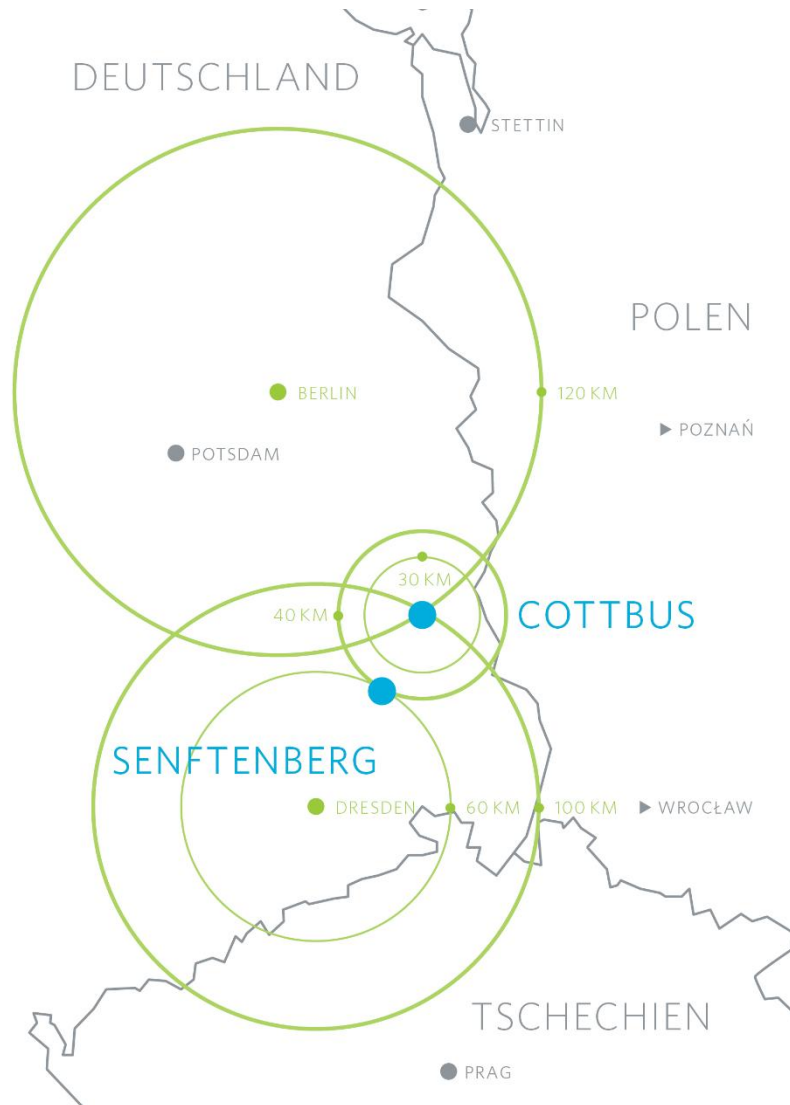 DEUTSCHLAND
STETTIN
POLEN
BERLIN
120 KM
POZNAŃ
POTSDAM
30 KM
40 KM
COTTBUS
SENFTENBERG
DRESDEN
60 KM
100 KM
WROCŁAW
TSCHECHIEN
PRAG